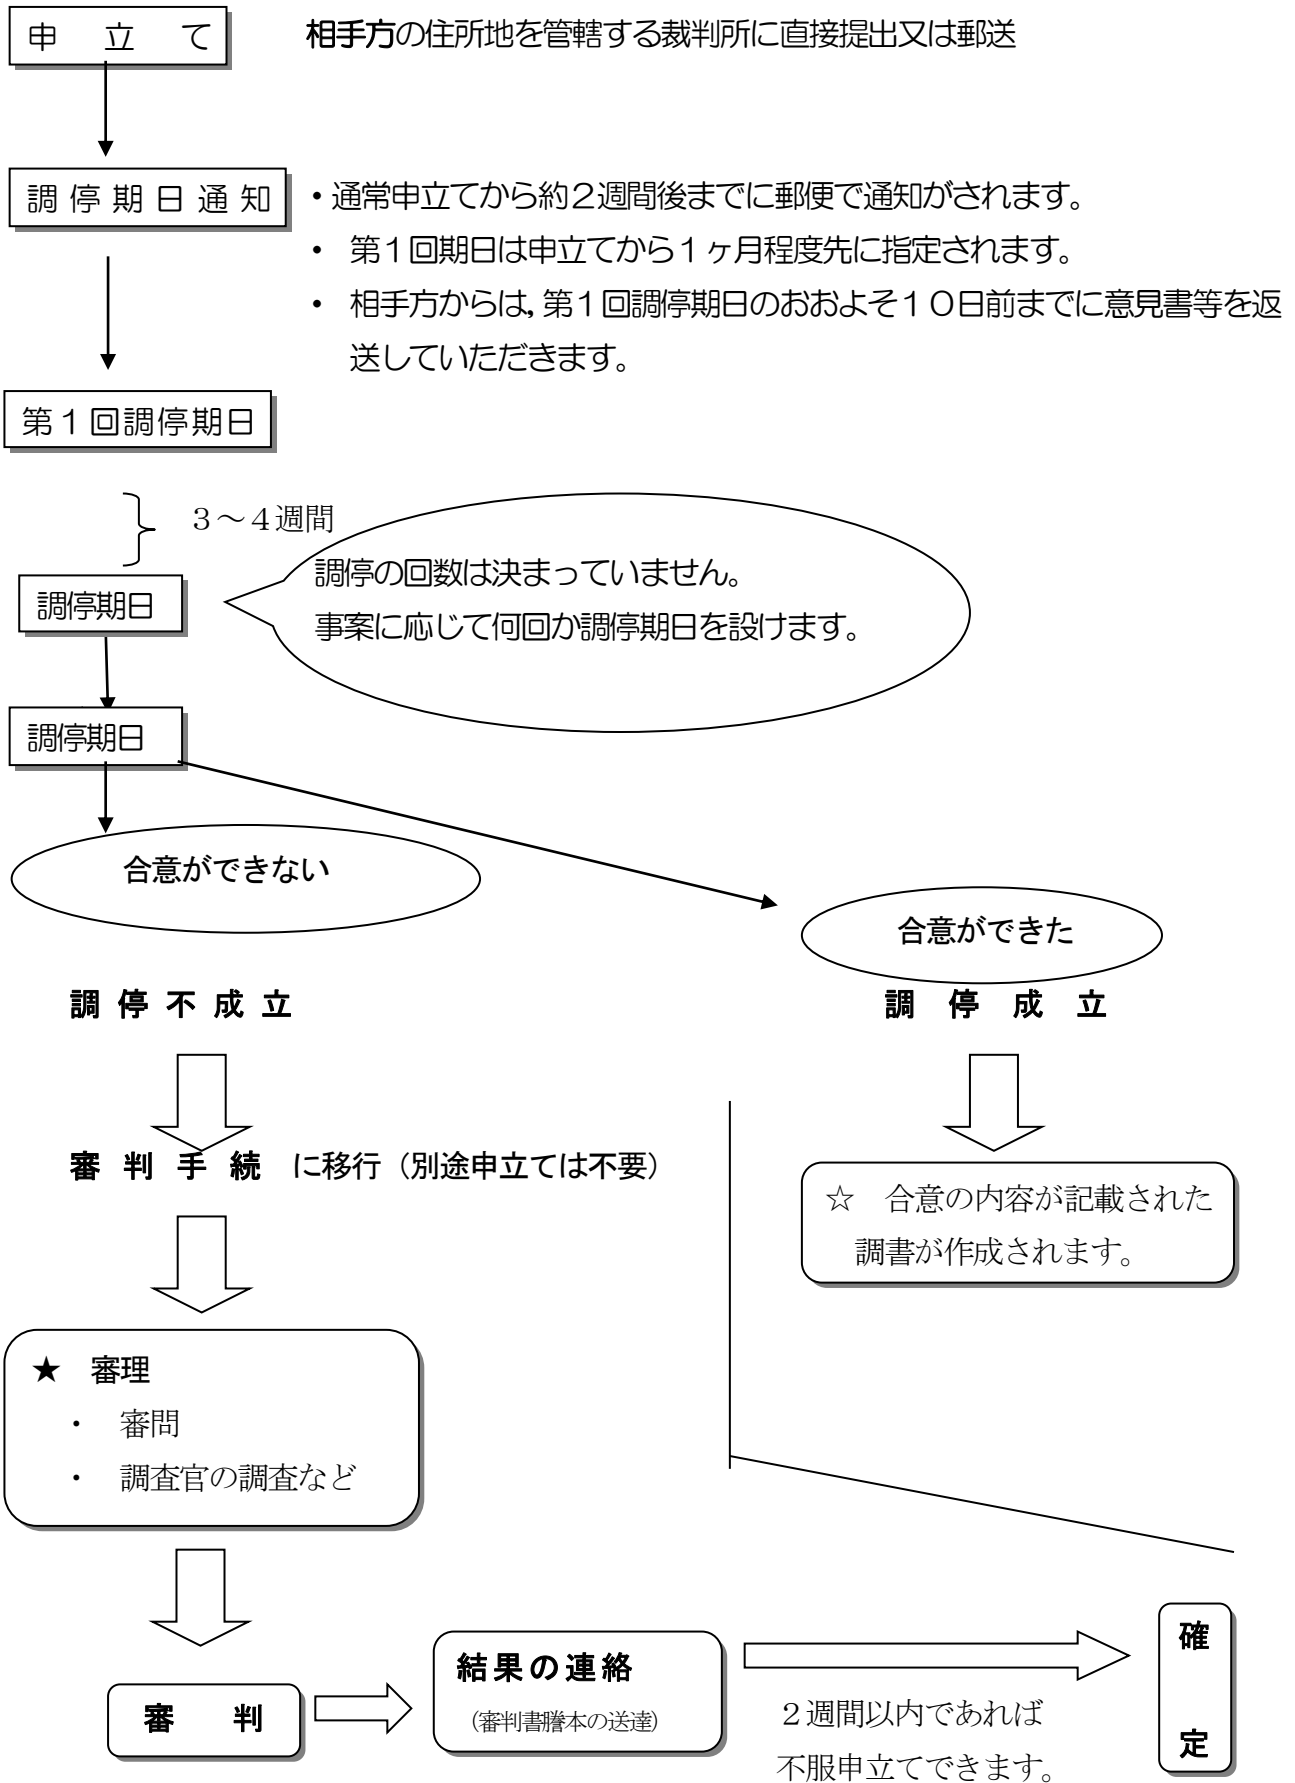 申　立　て
相手方の住所地を管轄する裁判所に直接提出又は郵送
調停期日通知
・通常申立てから約２週間後までに郵便で通知がされます。
・　第１回期日は申立てから１ヶ月程度先に指定されます。
・　相手方からは，第１回調停期日のおおよそ１０日前までに意見書等を返
送していただきます。
第１回調停期日
３～４週間
調停の回数は決まっていません。
調停期日
事案に応じて何回か調停期日を設けます。
調停期日
合意ができない
合意ができた
調停不成立
調　停　成　立
審判手続　に移行（別途申立ては不要）
☆　合意の内容が記載された
調書が作成されます。
★　審理
・　審問
・　調査官の調査など
審　判
結果の連絡
（審判書謄本の送達）
２週間以内であれば
不服申立てできます。
確
定